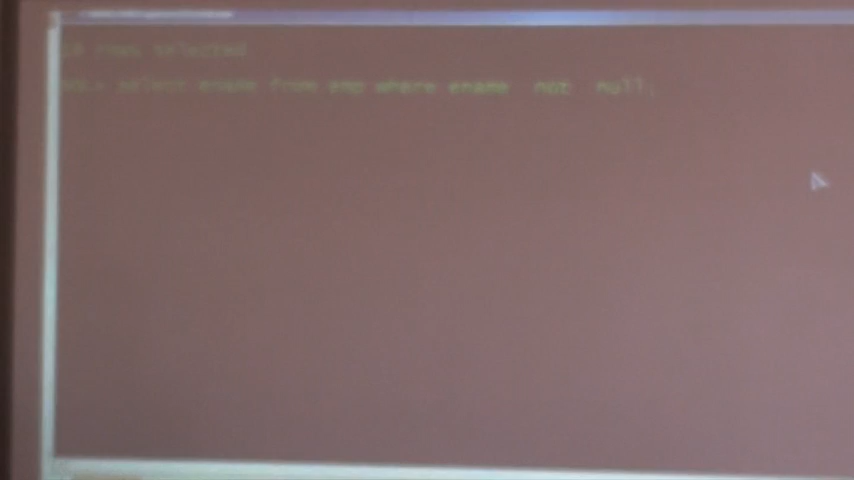 rows selected.
SQL> select ename from emp where ename not null;